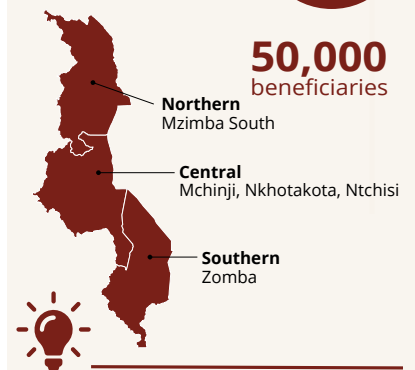 50,000
beneficiaries
Northern
Mzimba South
Central
Mchinji, Nkhotakota, Ntchisi
Southern
Zomba